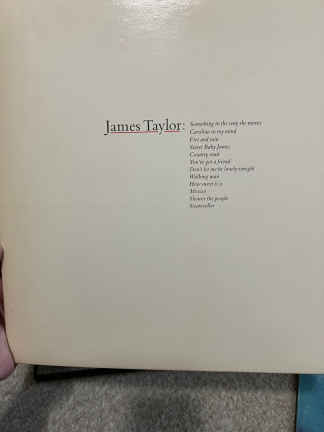 James Taylor:
Something in the way she moves
Carolina in my mind
Fire and rain
Sweet Baby James
Country road
You've got a friend
Don't let me be lonely tonight
Walking man
How sweet it is
Mexico
Shower the people
Steamroller